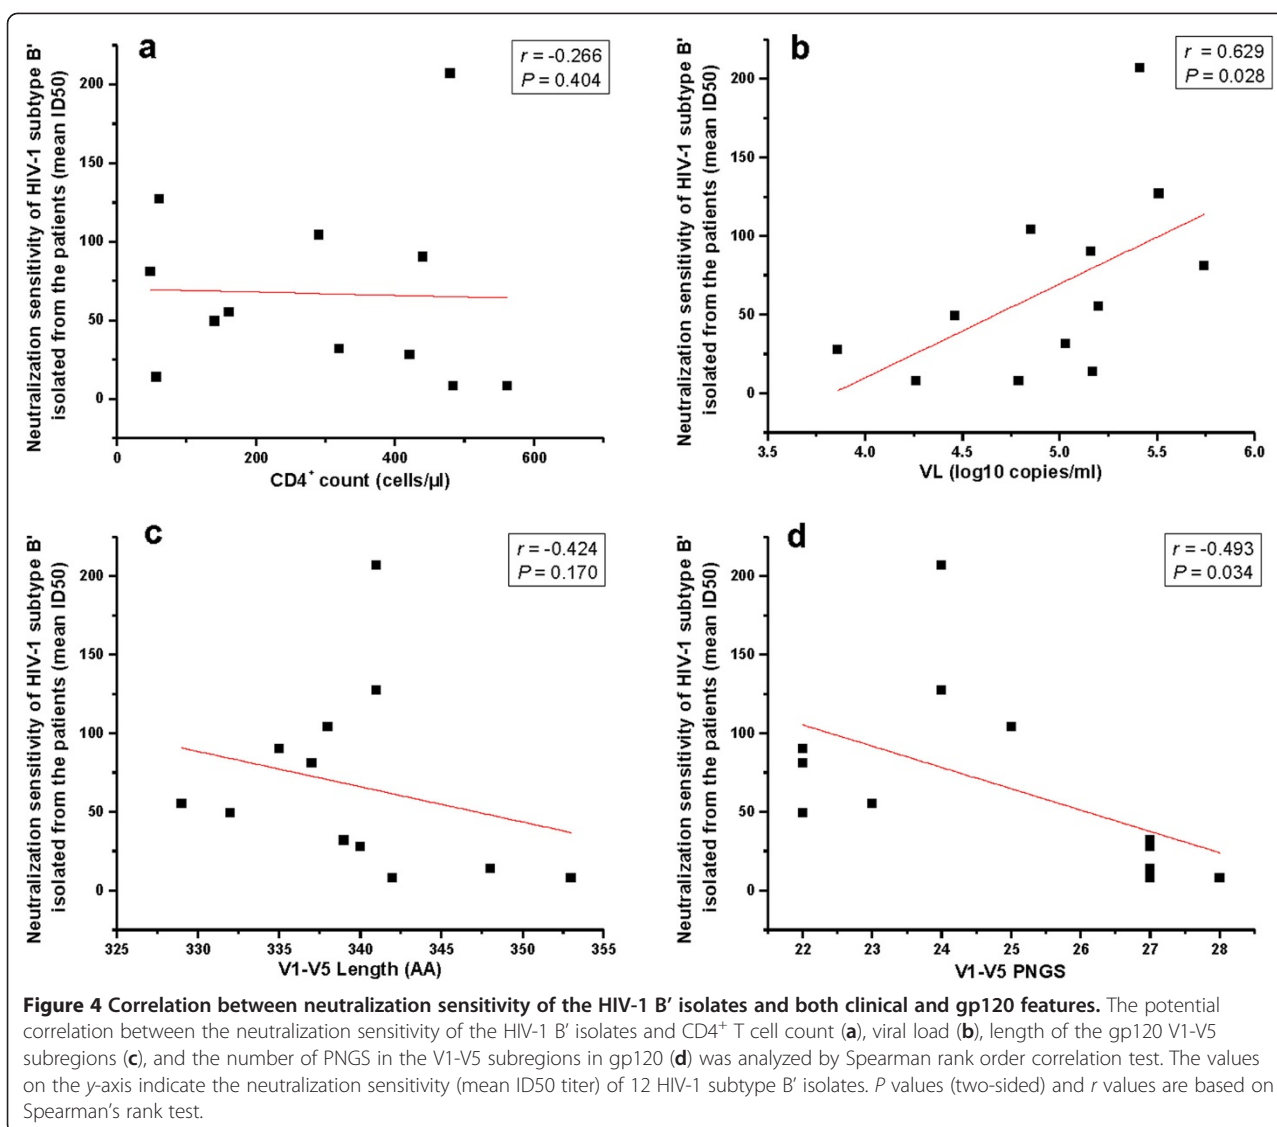 a
r = -0.266
P = 0.404
Neutralization sensitivity of HIV-1 subtype B'
isolated from the patients (mean ID50)
200
150
100
50
0
0 200 400 600
CD4+ count (cells/µl)
b
r = 0.629
P = 0.028
Neutralization sensitivity of HIV-1 subtype B'
isolated from the patients (mean ID50)
200
150
100
50
0
3.5 4.0 4.5 5.0 5.5 6.0
VL (log10 copies/ml)
c
r = -0.424
P = 0.170
Neutralization sensitivity of HIV-1 subtype B'
isolated from the patients (mean ID50)
200
150
100
50
0
325 330 335 340 345 350 355
V1-V5 Length (AA)
d
r = -0.493
P = 0.034
Neutralization sensitivity of HIV-1 subtype B'
isolated from the patients (mean ID50)
200
150
100
50
0
22 23 24 25 26 27 28
V1-V5 PNGS
Figure 4 Correlation between neutralization sensitivity of the HIV-1 B′ isolates and both clinical and gp120 features. The potential
correlation between the neutralization sensitivity of the HIV-1 B′ isolates and CD4+ T cell count (a), viral load (b), length of the gp120 V1-V5
subregions (c), and the number of PNGS in the V1-V5 subregions in gp120 (d) was analyzed by Spearman rank order correlation test. The values
on the y-axis indicate the neutralization sensitivity (mean ID50 titer) of 12 HIV-1 subtype B′ isolates. P values (two-sided) and r values are based on
Spearman's rank test.